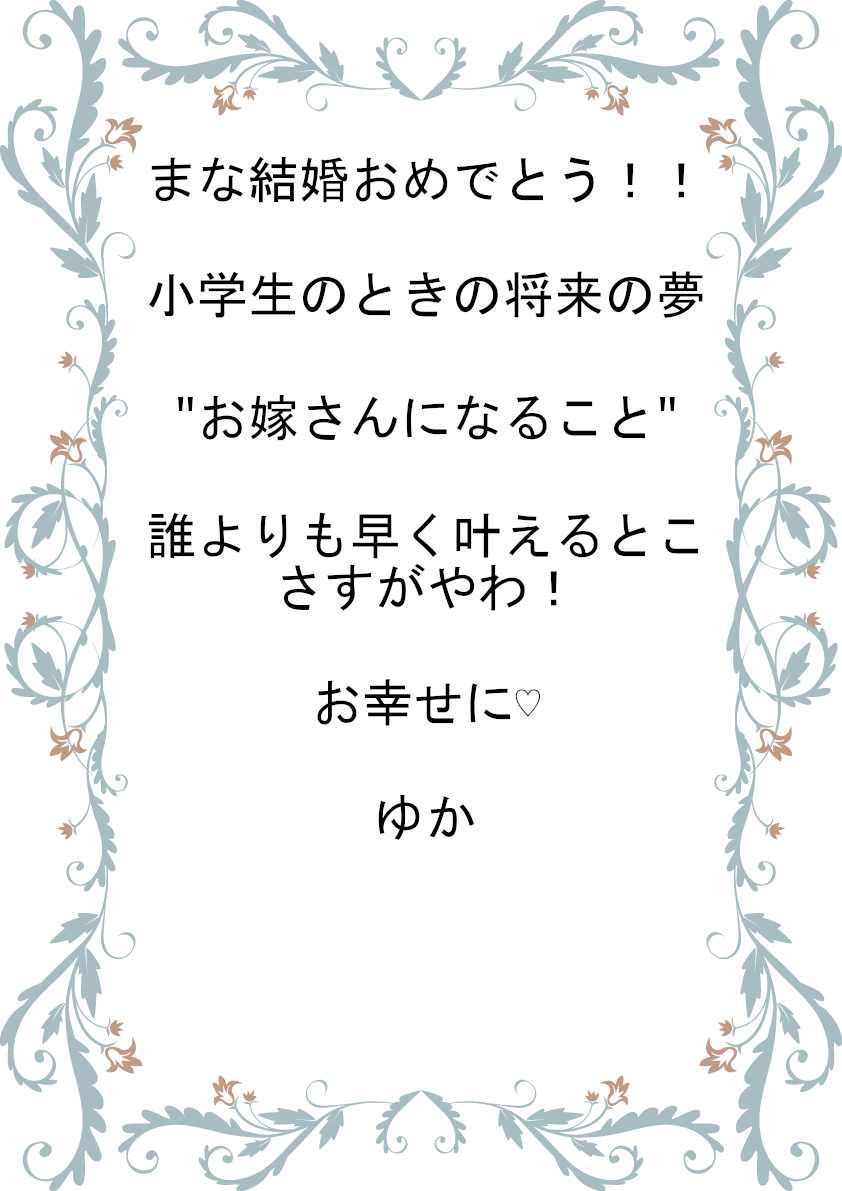 まな結婚おめでとう！！
小学生のときの将来の夢
"お嫁さんになること"
誰よりも早く叶えるとこ
さすがやわ！
お幸せに♡
ゆか